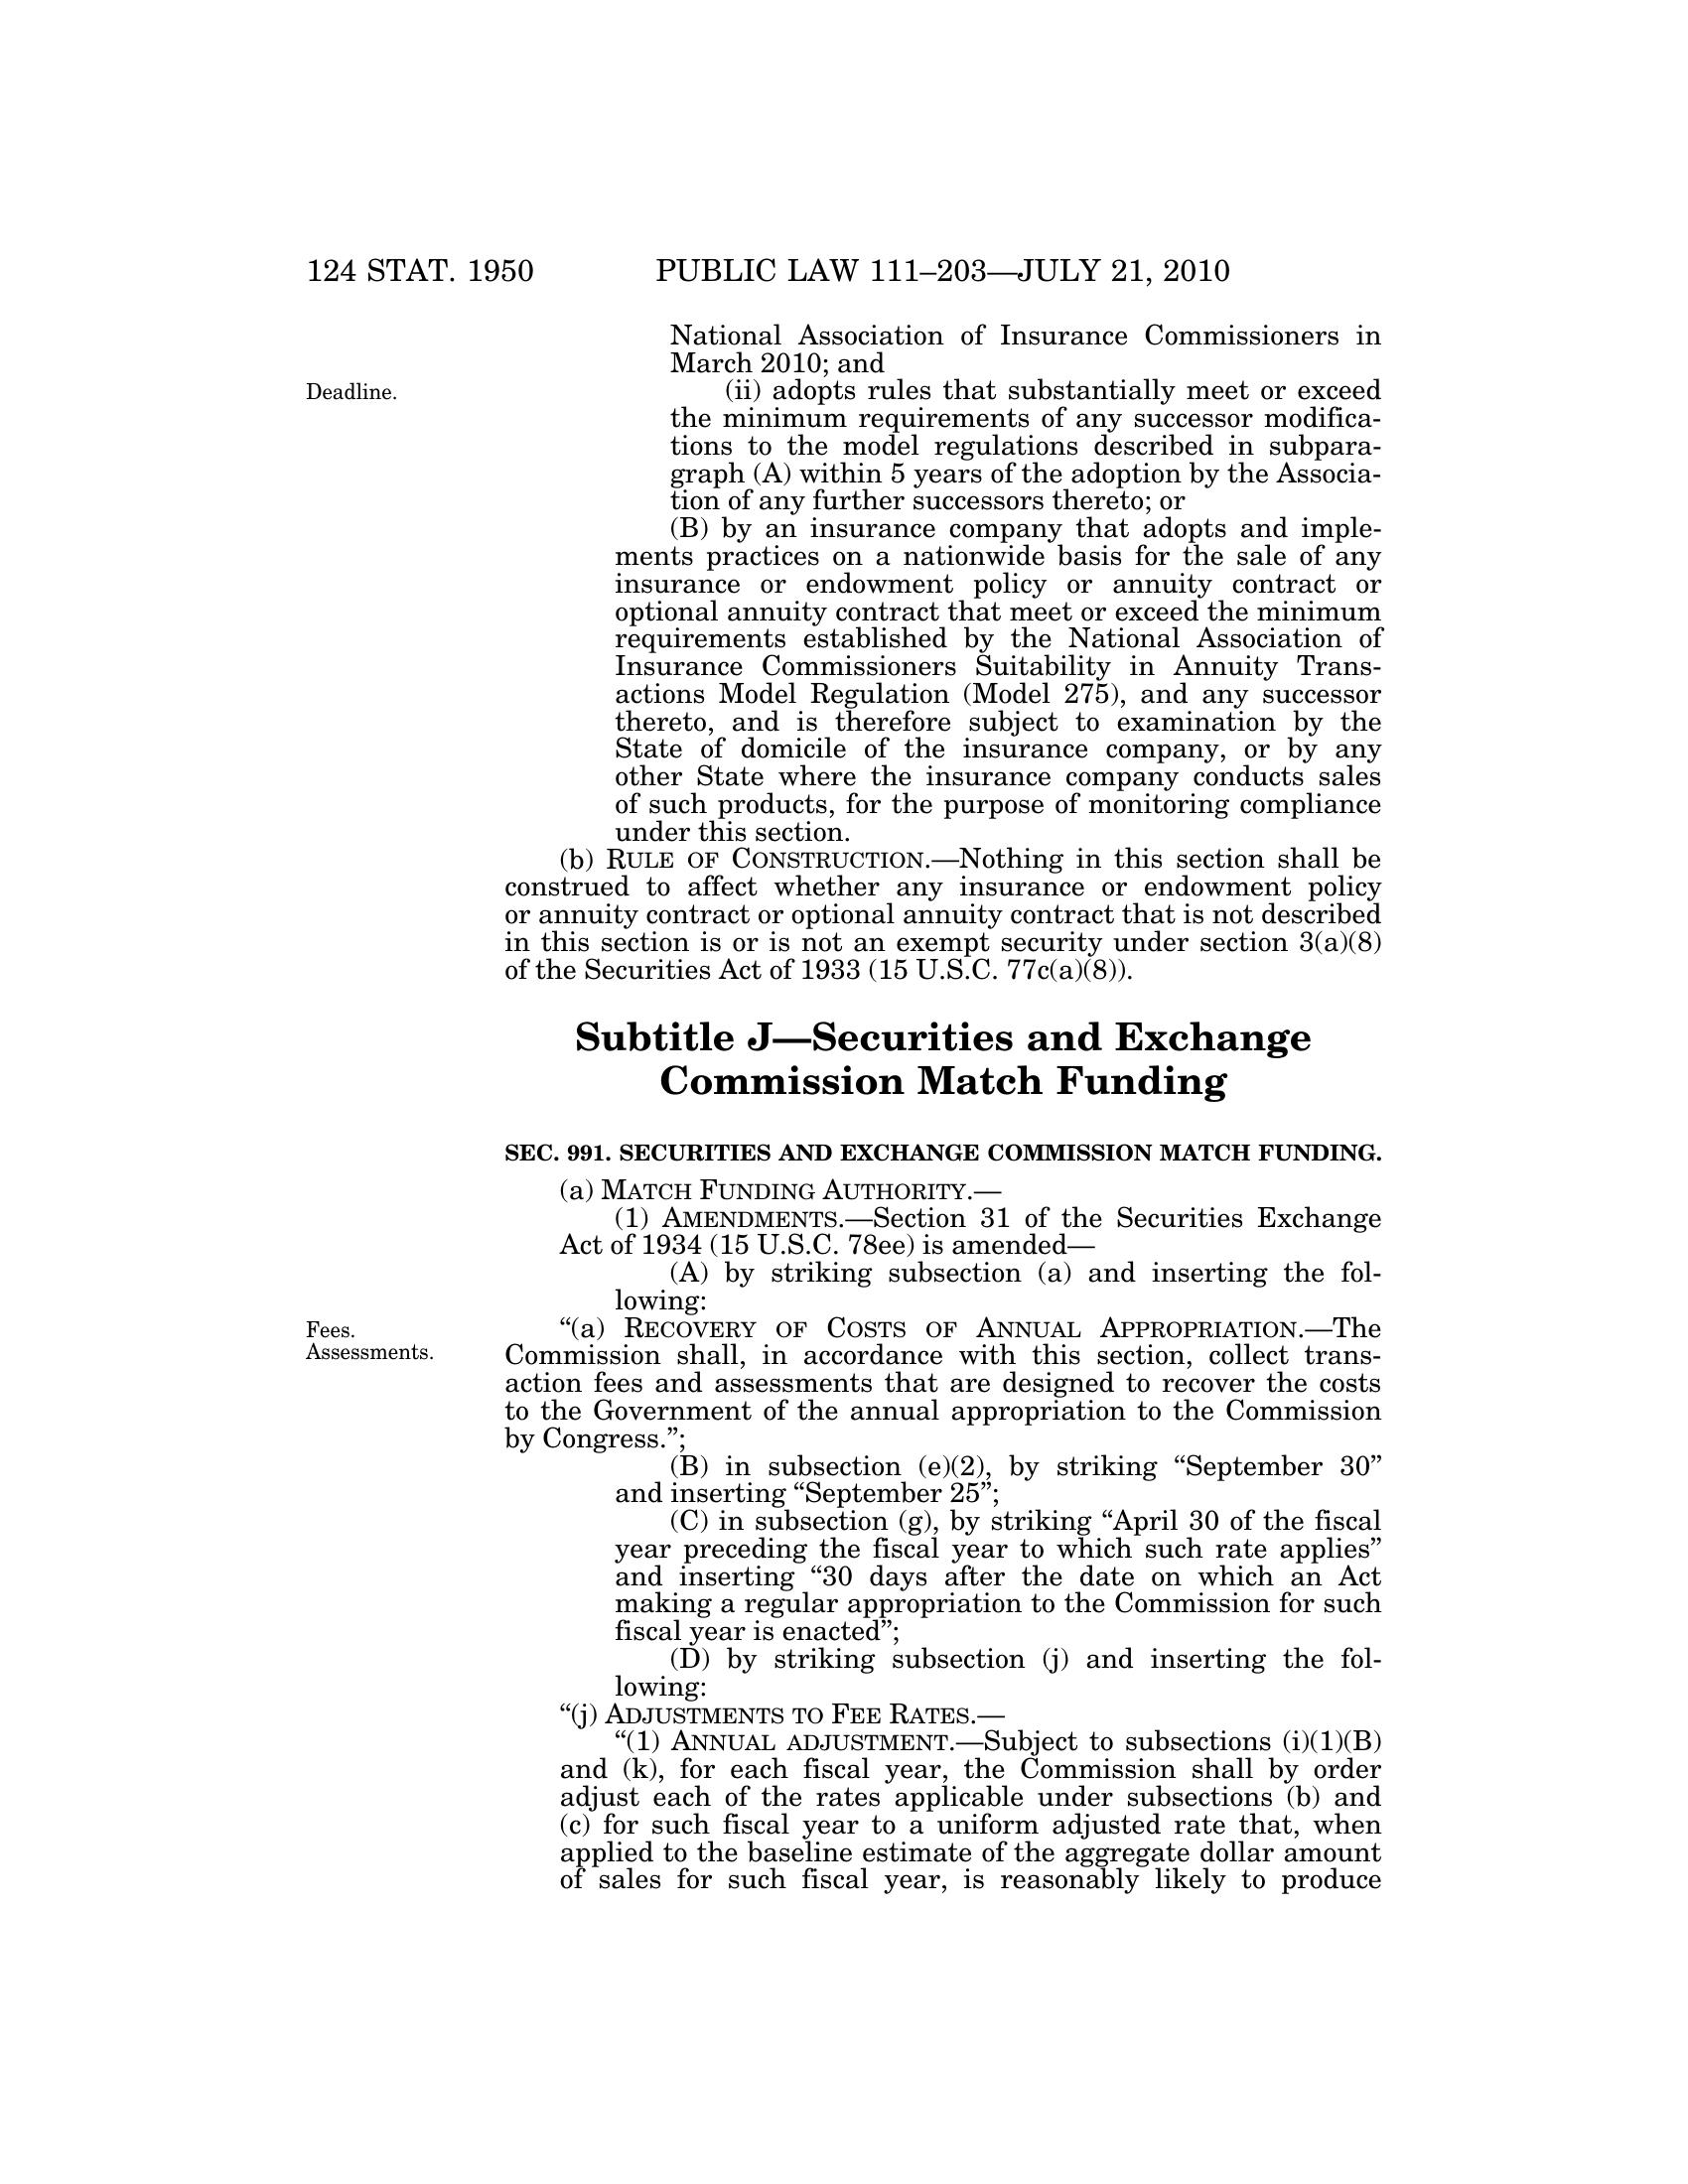 124 STAT. 1950 PUBLIC LAW 111–203—JULY 21, 2010
National Association of Insurance Commissioners in
March 2010; and
Deadline.
(ii) adopts rules that substantially meet or exceed
the minimum requirements of any successor modifica-
tions to the model regulations described in subpara-
graph (A) within 5 years of the adoption by the Associa-
tion of any further successors thereto; or
(B) by an insurance company that adopts and imple-
ments practices on a nationwide basis for the sale of any
insurance or endowment policy or annuity contract or
optional annuity contract that meet or exceed the minimum
requirements established by the National Association of
Insurance Commissioners Suitability in Annuity Trans-
actions Model Regulation (Model 275), and any successor
thereto, and is therefore subject to examination by the
State of domicile of the insurance company, or by any
other State where the insurance company conducts sales
of such products, for the purpose of monitoring compliance
under this section.
(b) RULE OF CONSTRUCTION.—Nothing in this section shall be
construed to affect whether any insurance or endowment policy
or annuity contract or optional annuity contract that is not described
in this section is or is not an exempt security under section 3(a)(8)
of the Securities Act of 1933 (15 U.S.C. 77c(a)(8)).
Subtitle J—Securities and Exchange
Commission Match Funding
SEC. 991. SECURITIES AND EXCHANGE COMMISSION MATCH FUNDING.
(a) MATCH FUNDING AUTHORITY.—
(1) AMENDMENTS.—Section 31 of the Securities Exchange
Act of 1934 (15 U.S.C. 78ee) is amended—
(A) by striking subsection (a) and inserting the fol-
lowing:
Fees.
Assessments.
“(a) RECOVERY OF COSTS OF ANNUAL APPROPRIATION.—The
Commission shall, in accordance with this section, collect trans-
action fees and assessments that are designed to recover the costs
to the Government of the annual appropriation to the Commission
by Congress.”;
(B) in subsection (e)(2), by striking “September 30”
and inserting “September 25”;
(C) in subsection (g), by striking “April 30 of the fiscal
year preceding the fiscal year to which such rate applies”
and inserting “30 days after the date on which an Act
making a regular appropriation to the Commission for such
fiscal year is enacted”;
(D) by striking subsection (j) and inserting the fol-
lowing:
“(j) ADJUSTMENTS TO FEE RATES.—
“(1) ANNUAL ADJUSTMENT.—Subject to subsections (i)(1)(B)
and (k), for each fiscal year, the Commission shall by order
adjust each of the rates applicable under subsections (b) and
(c) for such fiscal year to a uniform adjusted rate that, when
applied to the baseline estimate of the aggregate dollar amount
of sales for such fiscal year, is reasonably likely to produce